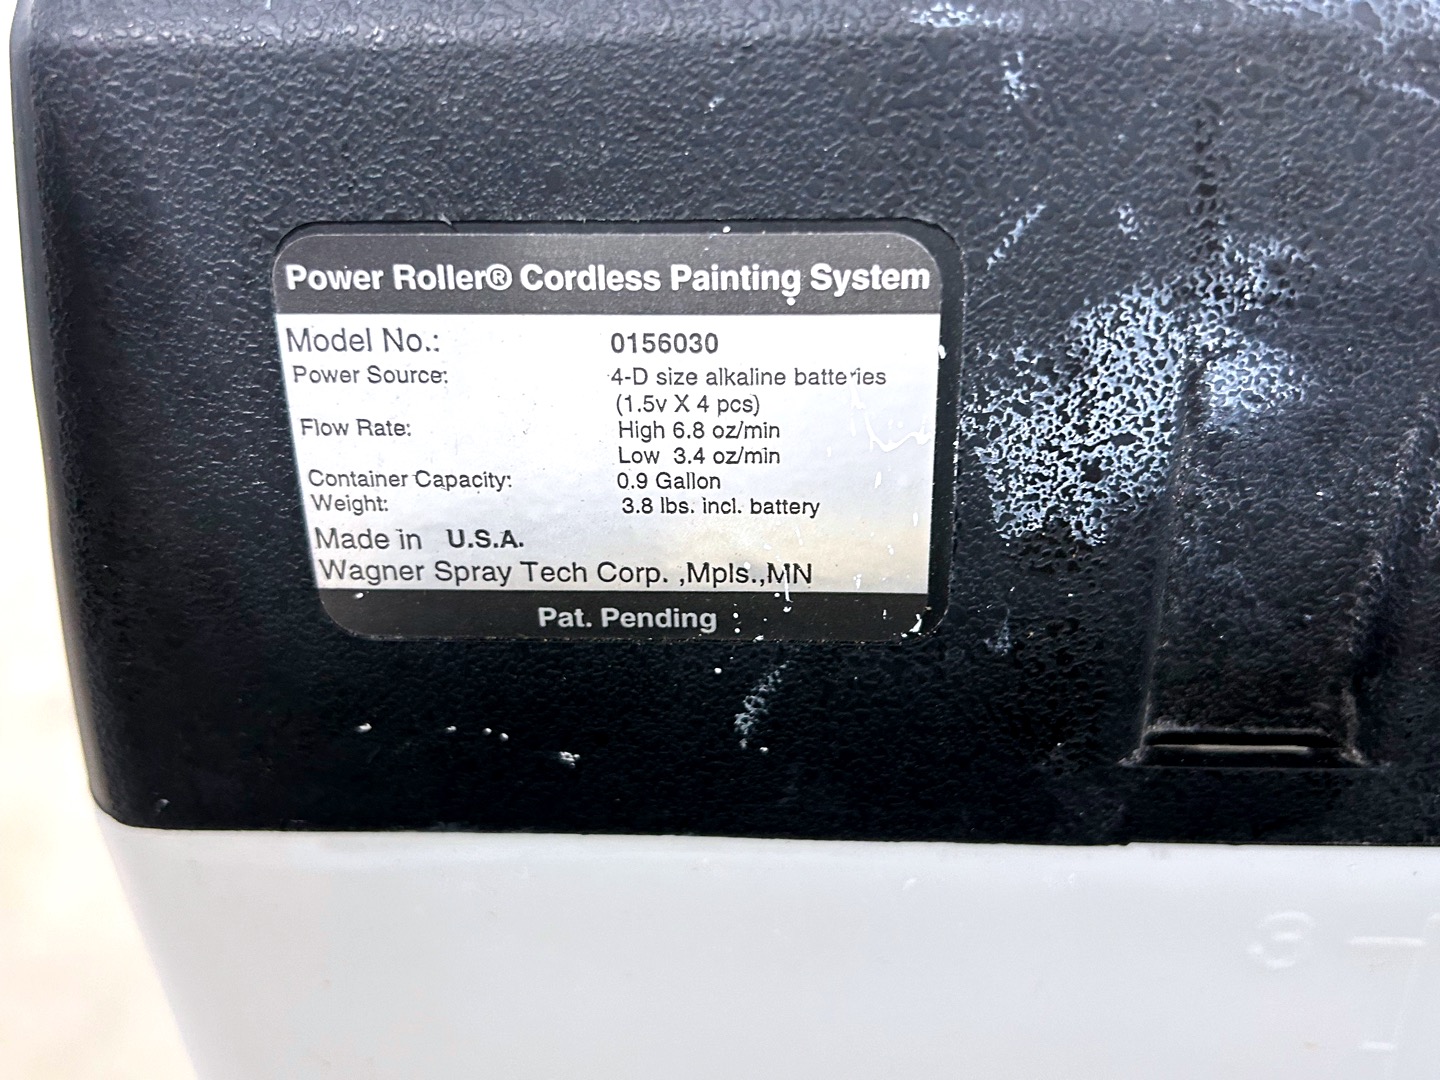 Power Roller® Cordless Painting System
Model No.: 0156030
Power Source: 4-D size alkaline batteries
(1.5v X 4 pcs)
Flow Rate: High 6.8 oz/min
Low 3.4 oz/min
Container Capacity: 0.9 Gallon
Weight: 3.8 lbs. incl. battery
Made in U.S.A.
Wagner Spray Tech Corp. ,Mpls.,MN
Pat. Pending
3